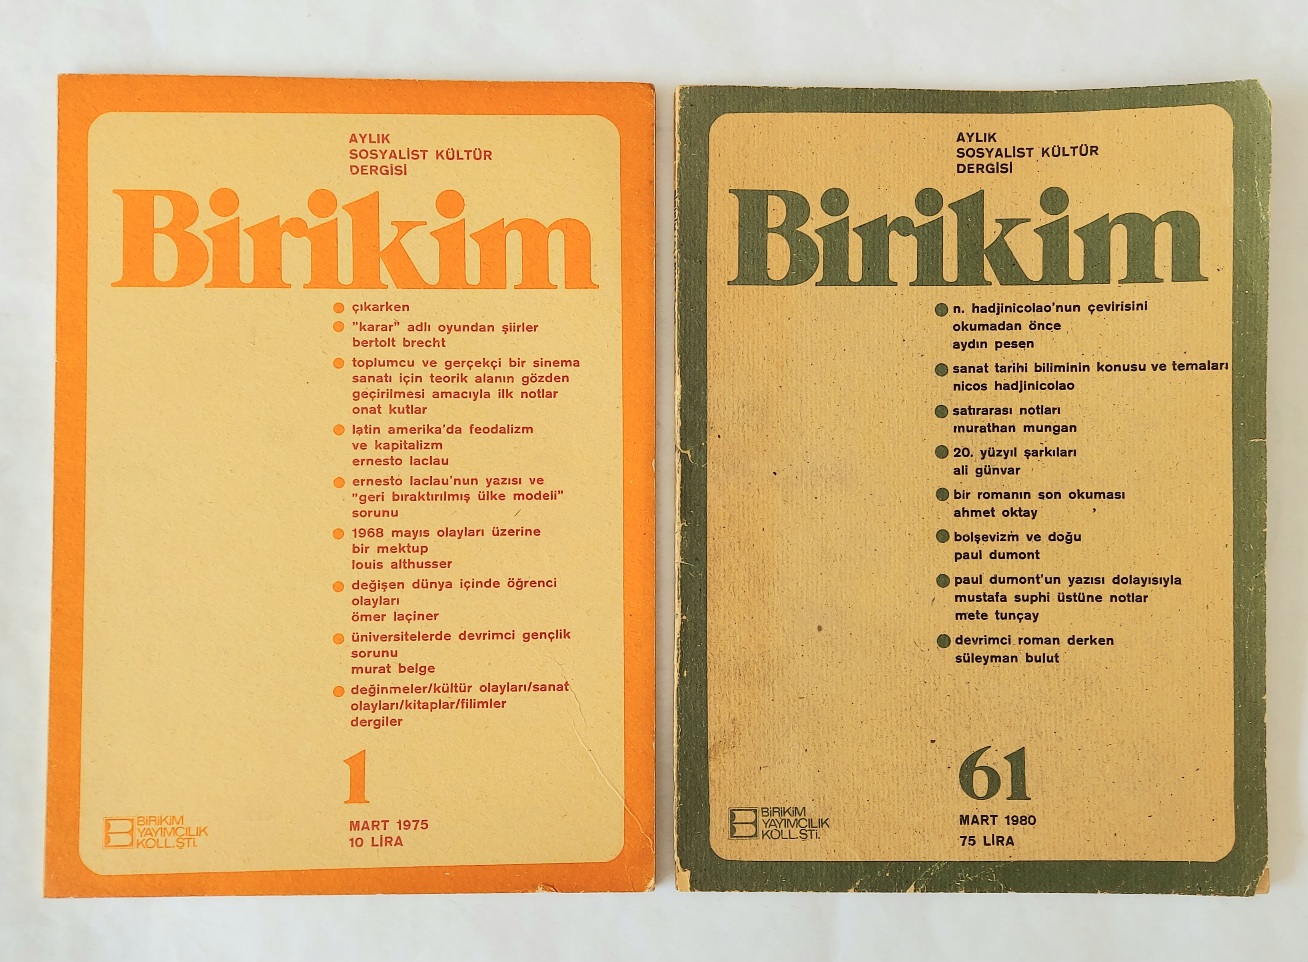 AYLIK
SOSYALİST KÜLTÜR
DERGİSİ
Birikim
çıkarken
"karar" adlı oyundan şiirler
bertolt brecht
toplumcu ve gerçekçi bir sinema
sanatı için teorik alanın gözden
geçirilmesi amacıyla ilk notlar
onat kutlar
latin amerika'da feodalizm
ve kapitalizm
ernesto laclau
ernesto laclau'nun yazısı ve
"geri bıraktırılmış ülke modeli"
sorunu
1968 mayıs olayları üzerine
bir mektup
louis althusser
değişen dünya içinde öğrenci
olayları
ömer laçiner
üniversitelerde devrimci gençlik
sorunu
murat belge
değinmeler/kültür olayları/sanat
olayları/kitaplar/filimler
dergiler
1
MART 1975
10 LİRA
BİRİKİM
YAYIMCILIK
KOLL.ŞTİ.
AYLIK
SOSYALİST KÜLTÜR
DERGİSİ
Birikim
n. hadjinicolao'nun çevirisini
okumadan önce
aydın pesen
sanat tarihi biliminin konusu ve temaları
nicos hadjinicolao
satırarası notları
murathan mungan
20. yüzyıl şarkıları
ali günvar
bir romanın son okuması
ahmet oktay
bolşevizm ve doğu
paul dumont
paul dumont'un yazısı dolayısıyla
mustafa suphi üstüne notlar
mete tunçay
devrimci roman derken
süleyman bulut
61
MART 1980
75 LİRA
BİRİKİM
YAYIMCILIK
KOLL.ŞTİ.